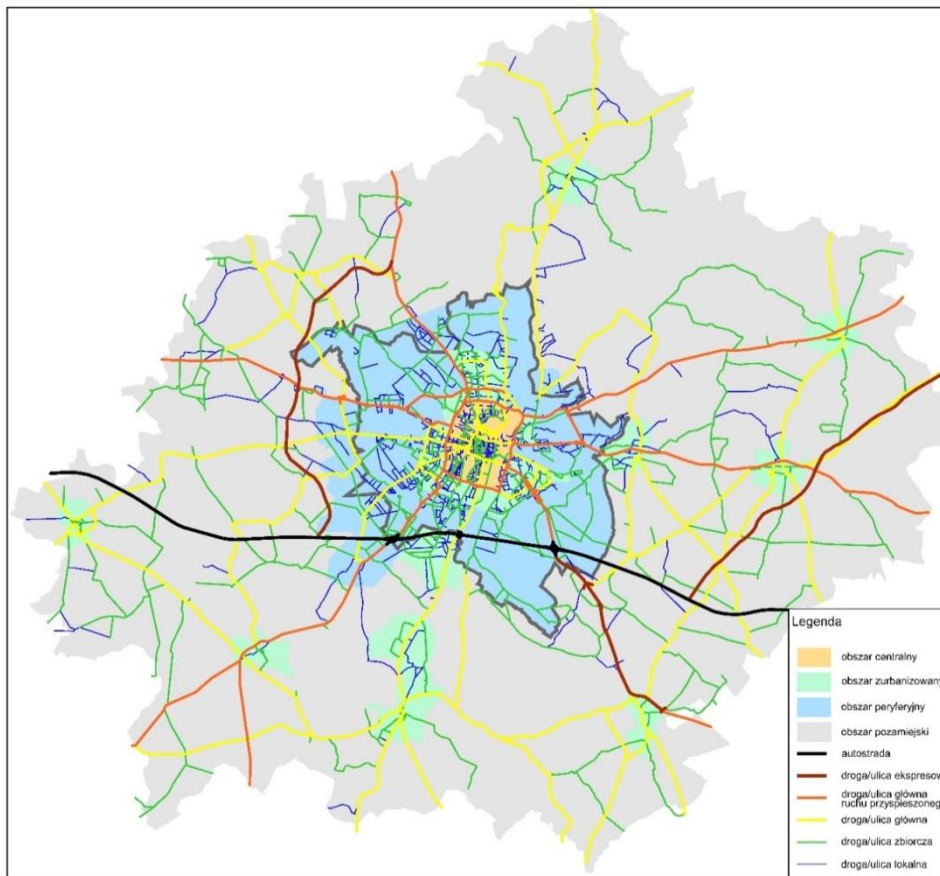 Legenda
obszar centralny
obszar zurbanizowany
obszar peryferyjny
obszar pozamiejski
autostrada
droga/ulica ekspresow
droga/ulica główna
ruchu przyspieszoneg
droga/ulica główna
droga/ulica zbiorcza
droga/ulica lokalna